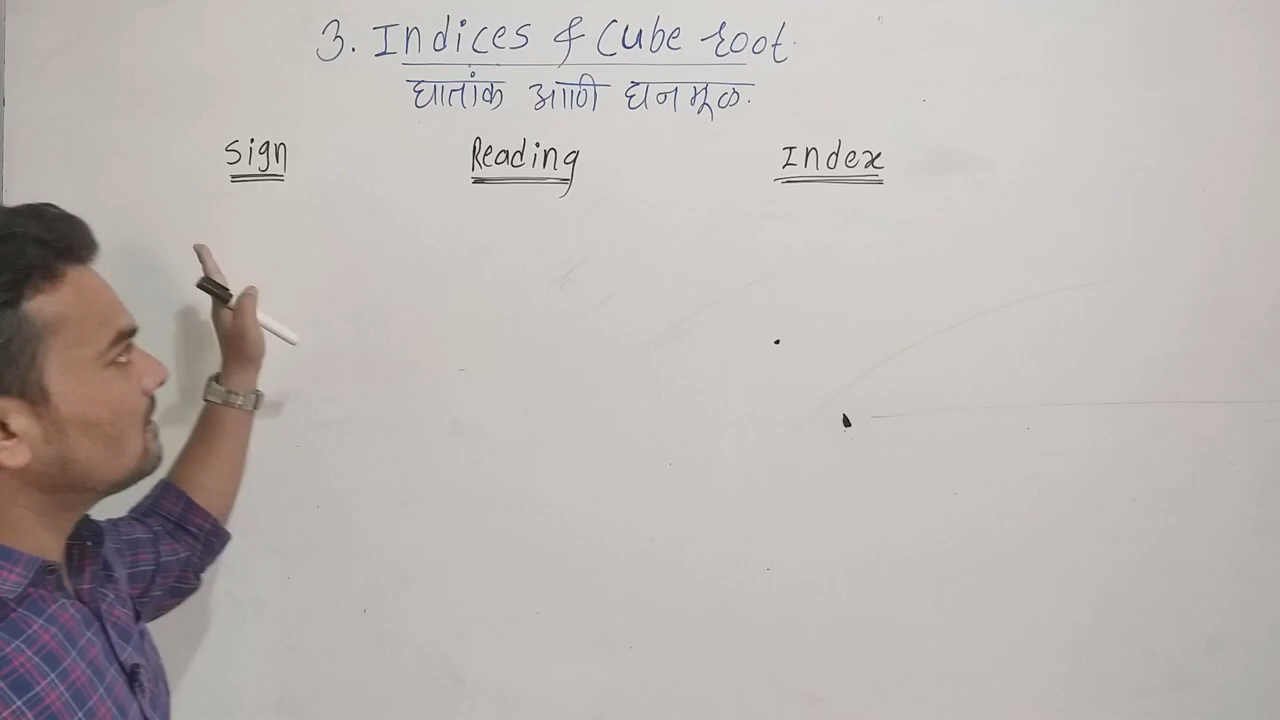 3. Indices & Cube root.
घातांक आणि घनमूळ.
Sign Reading Index